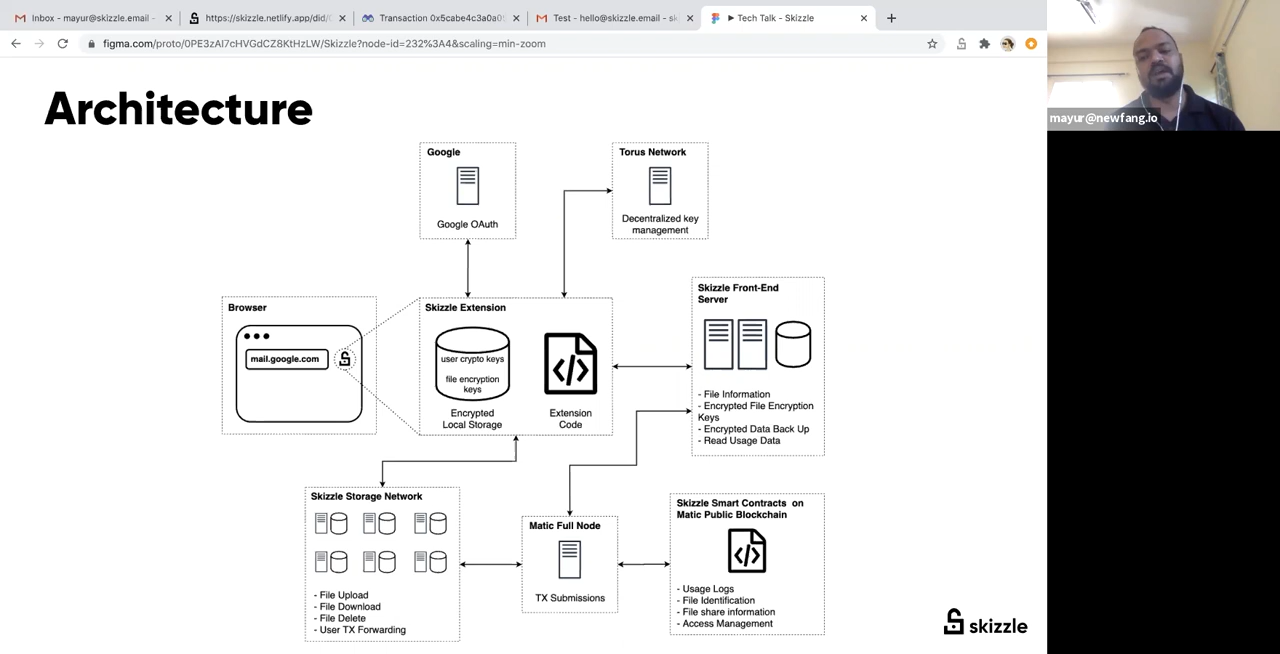 Inbox - mayur@skizzle.email -
https://skizzle.netlify.app/did/0
Transaction 0x5cabe4c3a0a0
Test - hello@skizzle.email - sk
Tech Talk - Skizzle
figma.com/proto/0PE3zAI7cHVGdCZ8KtHzLW/Skizzle?node-id=232%3A4&scaling=min-zoom
mayur@newfang.io
Architecture
Google
Google OAuth
Torus Network
Decentralized key
management
Browser
mail.google.com
Skizzle Extension
user crypto keys
file encryption
keys
Encrypted
Local Storage
Extension
Code
Skizzle Front-End
Server
- File Information
- Encrypted File Encryption
Keys
- Encrypted Data Back Up
- Read Usage Data
Skizzle Storage Network
- File Upload
- File Download
- File Delete
- User TX Forwarding
Matic Full Node
TX Submissions
Skizzle Smart Contracts on
Matic Public Blockchain
- Usage Logs
- File Identification
- File share information
- Access Management
skizzle